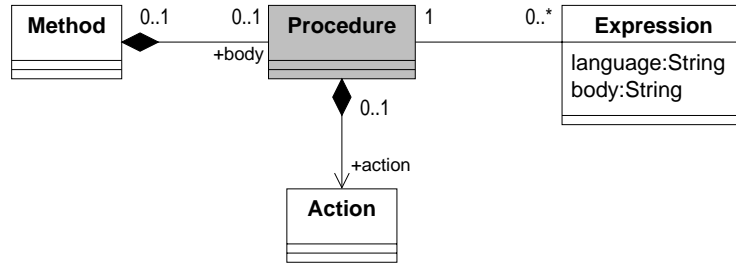 Method
0..1
0..1
+body
Procedure
1
0..*
Expression
language:String
body:String
0..1
+action
Action